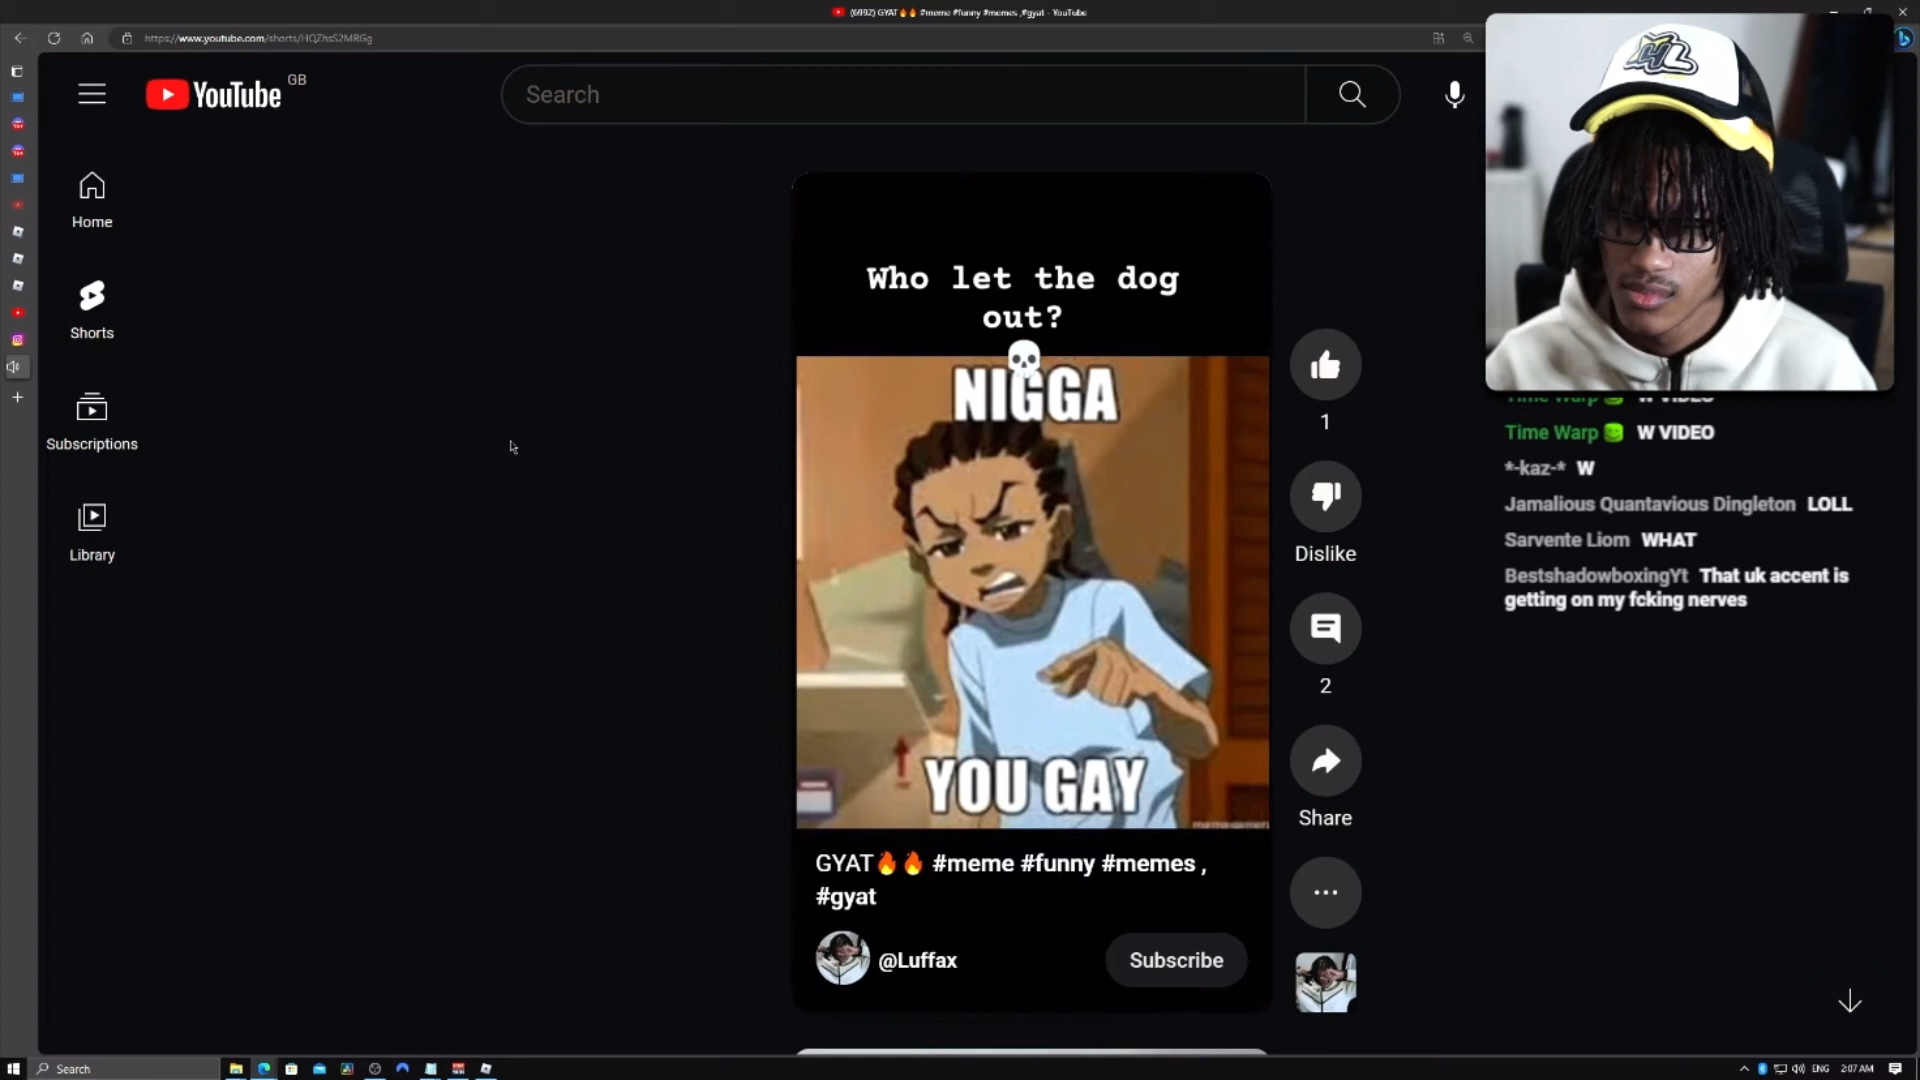 (6992) GYAT🔥🔥 #meme #funny #memes ,#gyat - YouTube
https://www.youtube.com/shorts/
YouTube GB
Search
Home
Shorts
Subscriptions
Library
Who let the dog
out?
💀
NIGGA
YOU GAY
GYAT🔥🔥 #meme #funny #memes ,
#gyat
@Luffax
Subscribe
1
Dislike
2
Share
HL
Time Warp W VIDEO
Time Warp W VIDEO
*-kaz-* W
Jamalious Quantavious Dingleton LOLL
Sarvente Liom WHAT
BestshadowboxingYt That uk accent is
getting on my fcking nerves
Search
ENG
2:07 AM